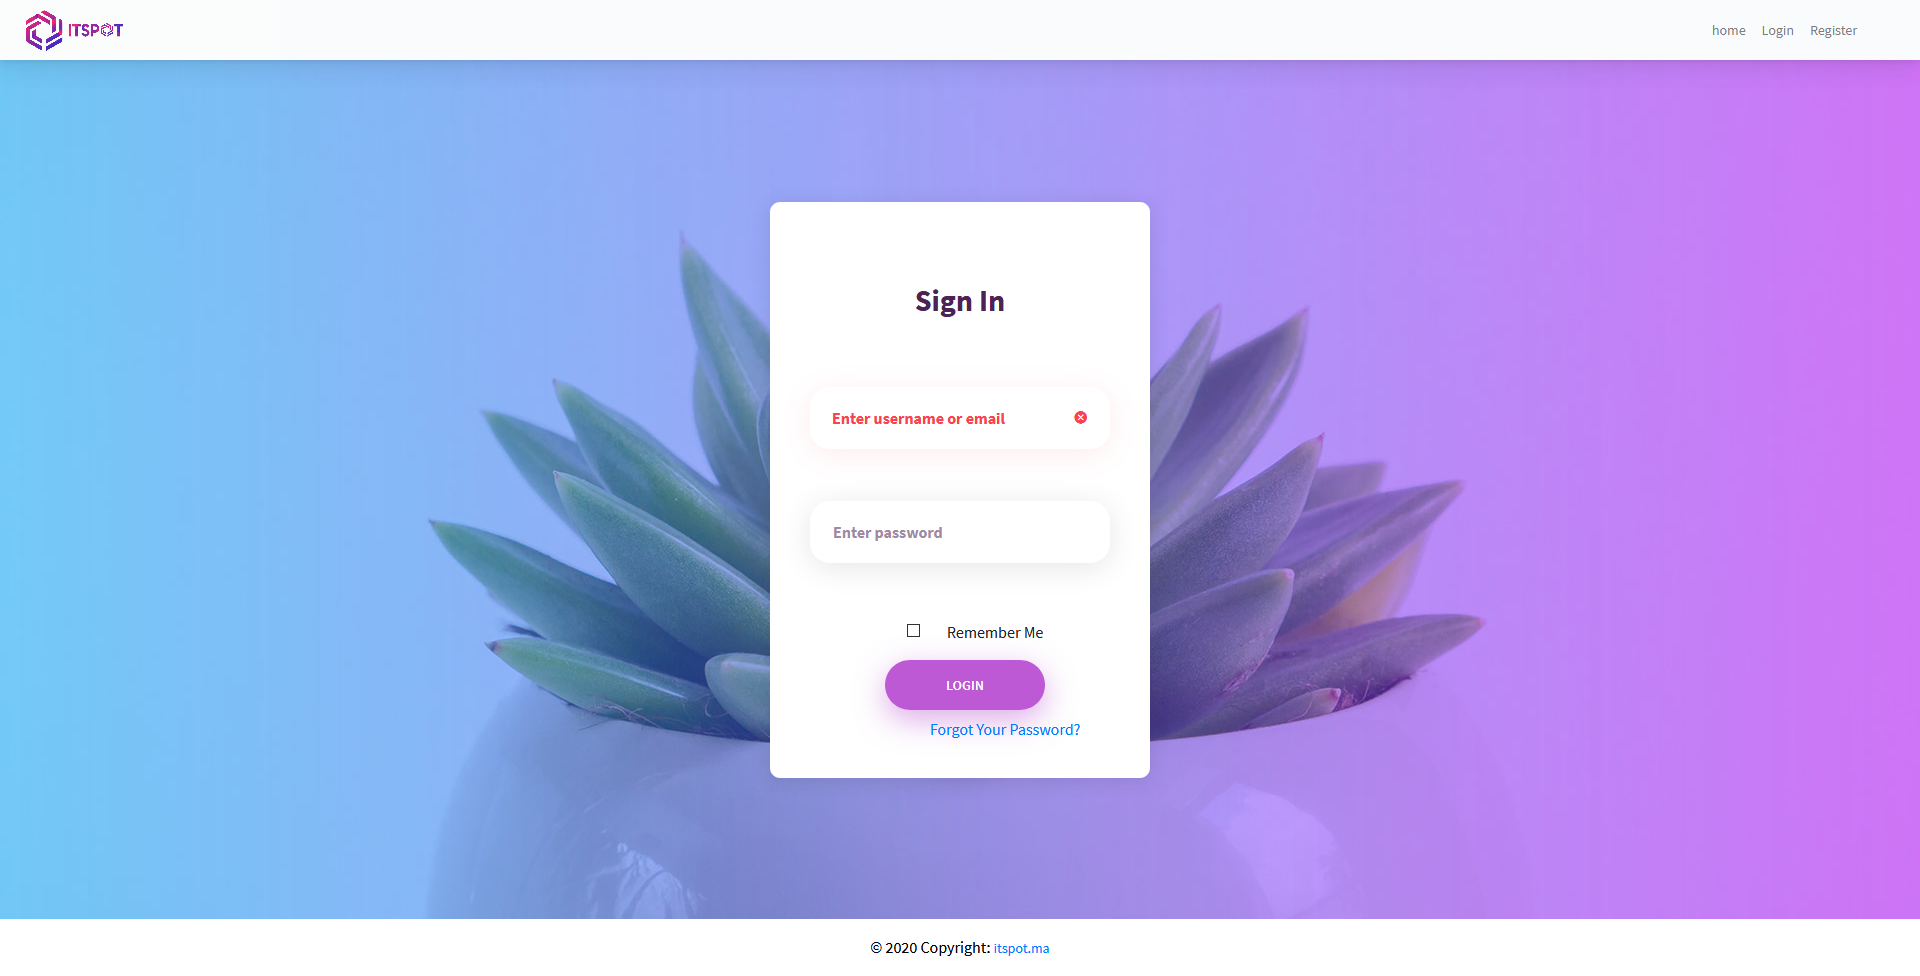 ITSPOT
home Login Register
Sign In
Enter username or email
Enter password
Remember Me
LOGIN
Forgot Your Password?
© 2020 Copyright: itspot.ma